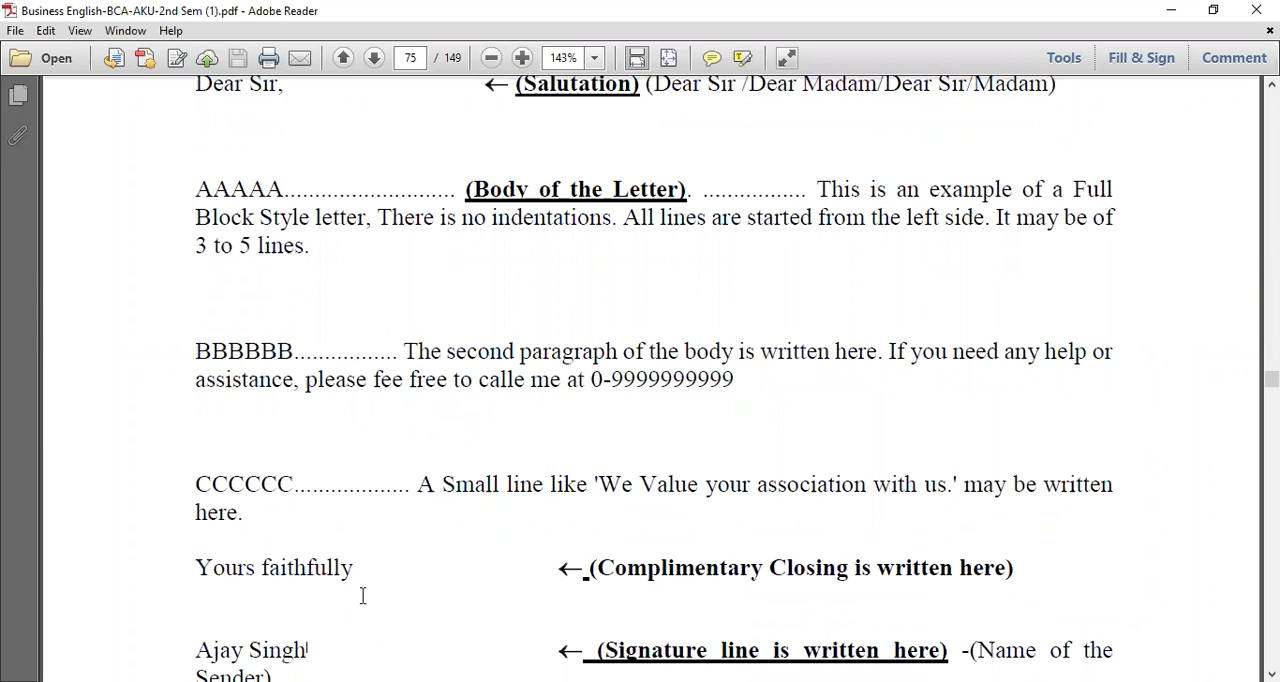 Business English-BCA-AKU-2nd Sem (1).pdf - Adobe Reader
File Edit View Window Help
Open 75 / 149 143% Tools Fill & Sign Comment
Dear Sir, ← (Salutation) (Dear Sir /Dear Madam/Dear Sir/Madam)
AAAAA............................ (Body of the Letter). ................. This is an example of a Full
Block Style letter, There is no indentations. All lines are started from the left side. It may be of
3 to 5 lines.
BBBBBB................. The second paragraph of the body is written here. If you need any help or
assistance, please fee free to calle me at 0-9999999999
CCCCCC................... A Small line like 'We Value your association with us.' may be written
here.
Yours faithfully ← (Complimentary Closing is written here)
Ajay Singh ← (Signature line is written here) -(Name of the
Sender)